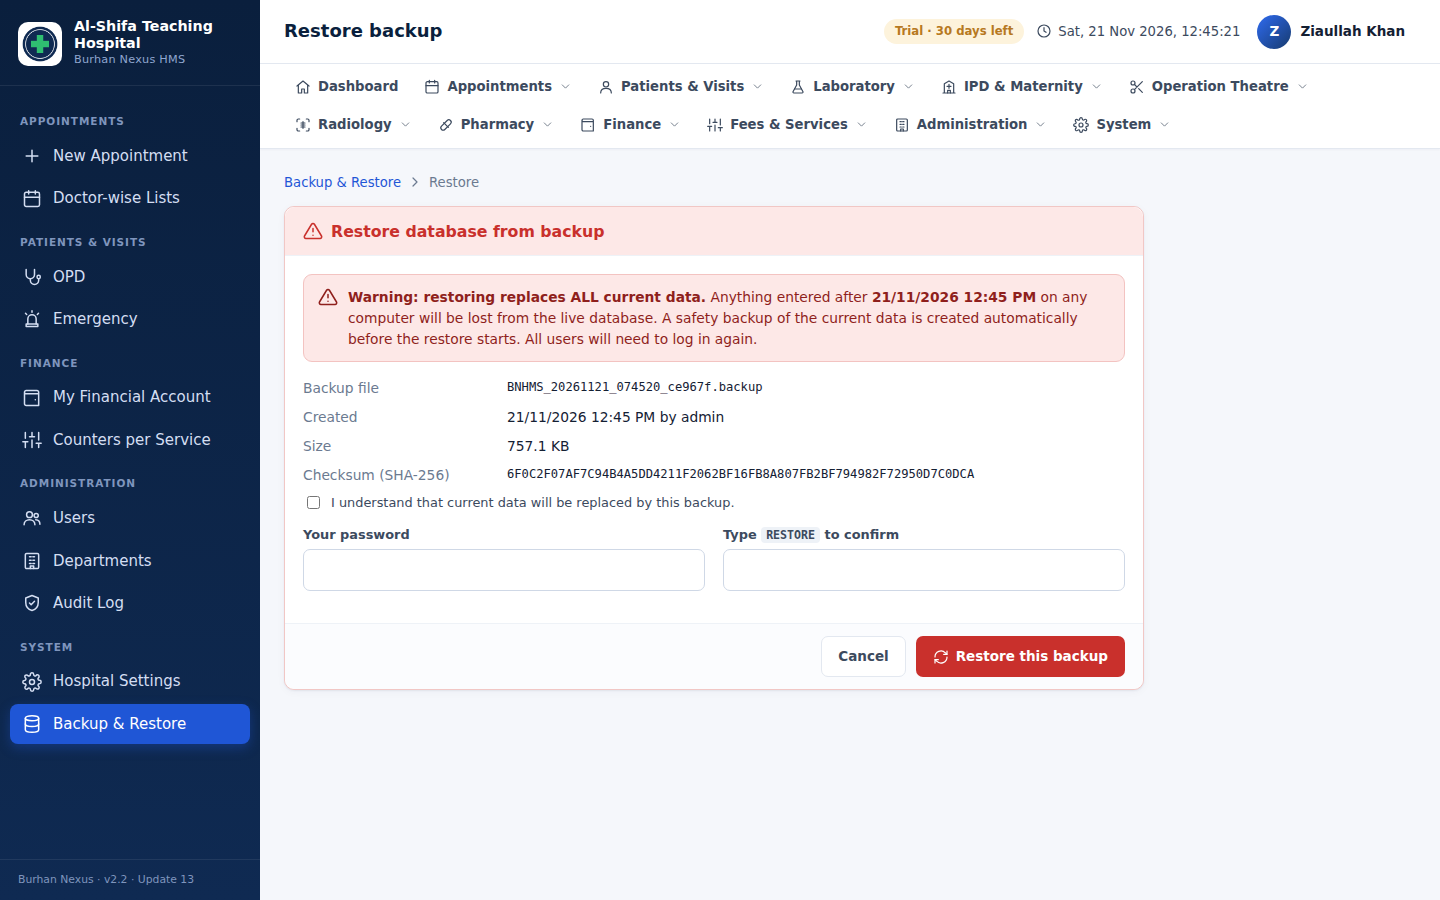 Al-Shifa Teaching
Hospital
Burhan Nexus HMS
APPOINTMENTS
New Appointment
Doctor-wise Lists
PATIENTS & VISITS
OPD
Emergency
FINANCE
My Financial Account
Counters per Service
ADMINISTRATION
Users
Departments
Audit Log
SYSTEM
Hospital Settings
Backup & Restore
Burhan Nexus · v2.2 · Update 13
Restore backup
Trial · 30 days left
Sat, 21 Nov 2026, 12:45:21
Z
Ziaullah Khan
Dashboard Appointments Patients & Visits Laboratory IPD & Maternity Operation Theatre
Radiology Pharmacy Finance Fees & Services Administration System
Backup & Restore > Restore
Restore database from backup
Warning: restoring replaces ALL current data. Anything entered after 21/11/2026 12:45 PM on any
computer will be lost from the live database. A safety backup of the current data is created automatically
before the restore starts. All users will need to log in again.
Backup file BNHMS_20261121_074520_ce967f.backup
Created 21/11/2026 12:45 PM by admin
Size 757.1 KB
Checksum (SHA-256) 6F0C2F07AF7C94B4A5DD4211F2062BF16FB8A807FB2BF794982F72950D7C0DCA
I understand that current data will be replaced by this backup.
Your password
Type RESTORE to confirm
Cancel
Restore this backup